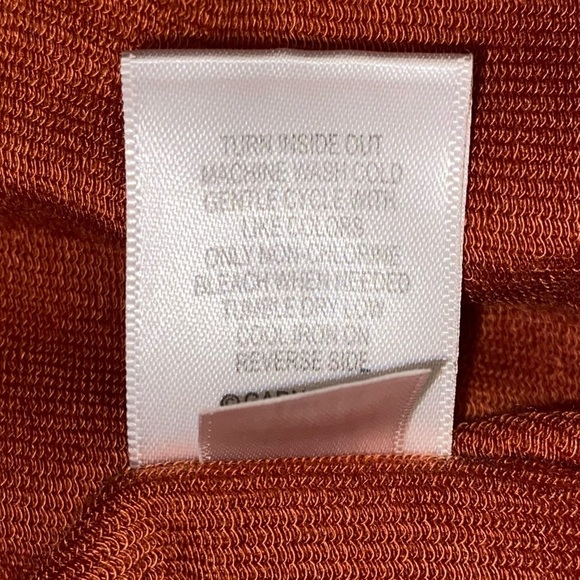 TURN INSIDE OUT
MACHINE WASH COLD
GENTLE CYCLE WITH
LIKE COLORS
ONLY NON-CHLORINE
BLEACH WHEN NEEDED
TUMBLE DRY LOW
COOL IRON ON
REVERSE SIDE